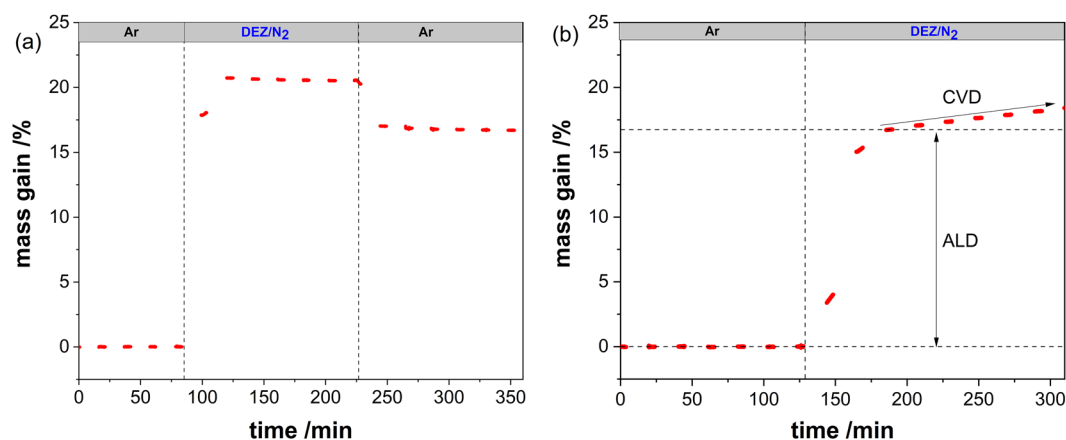 (a)
Ar DEZ/N2 Ar
mass gain /%
25
20
15
10
5
0
0 50 100 150 200 250 300 350
time /min
(b)
Ar DEZ/N2
mass gain /%
25
20
15
10
5
0
CVD
ALD
0 50 100 150 200 250 300
time /min